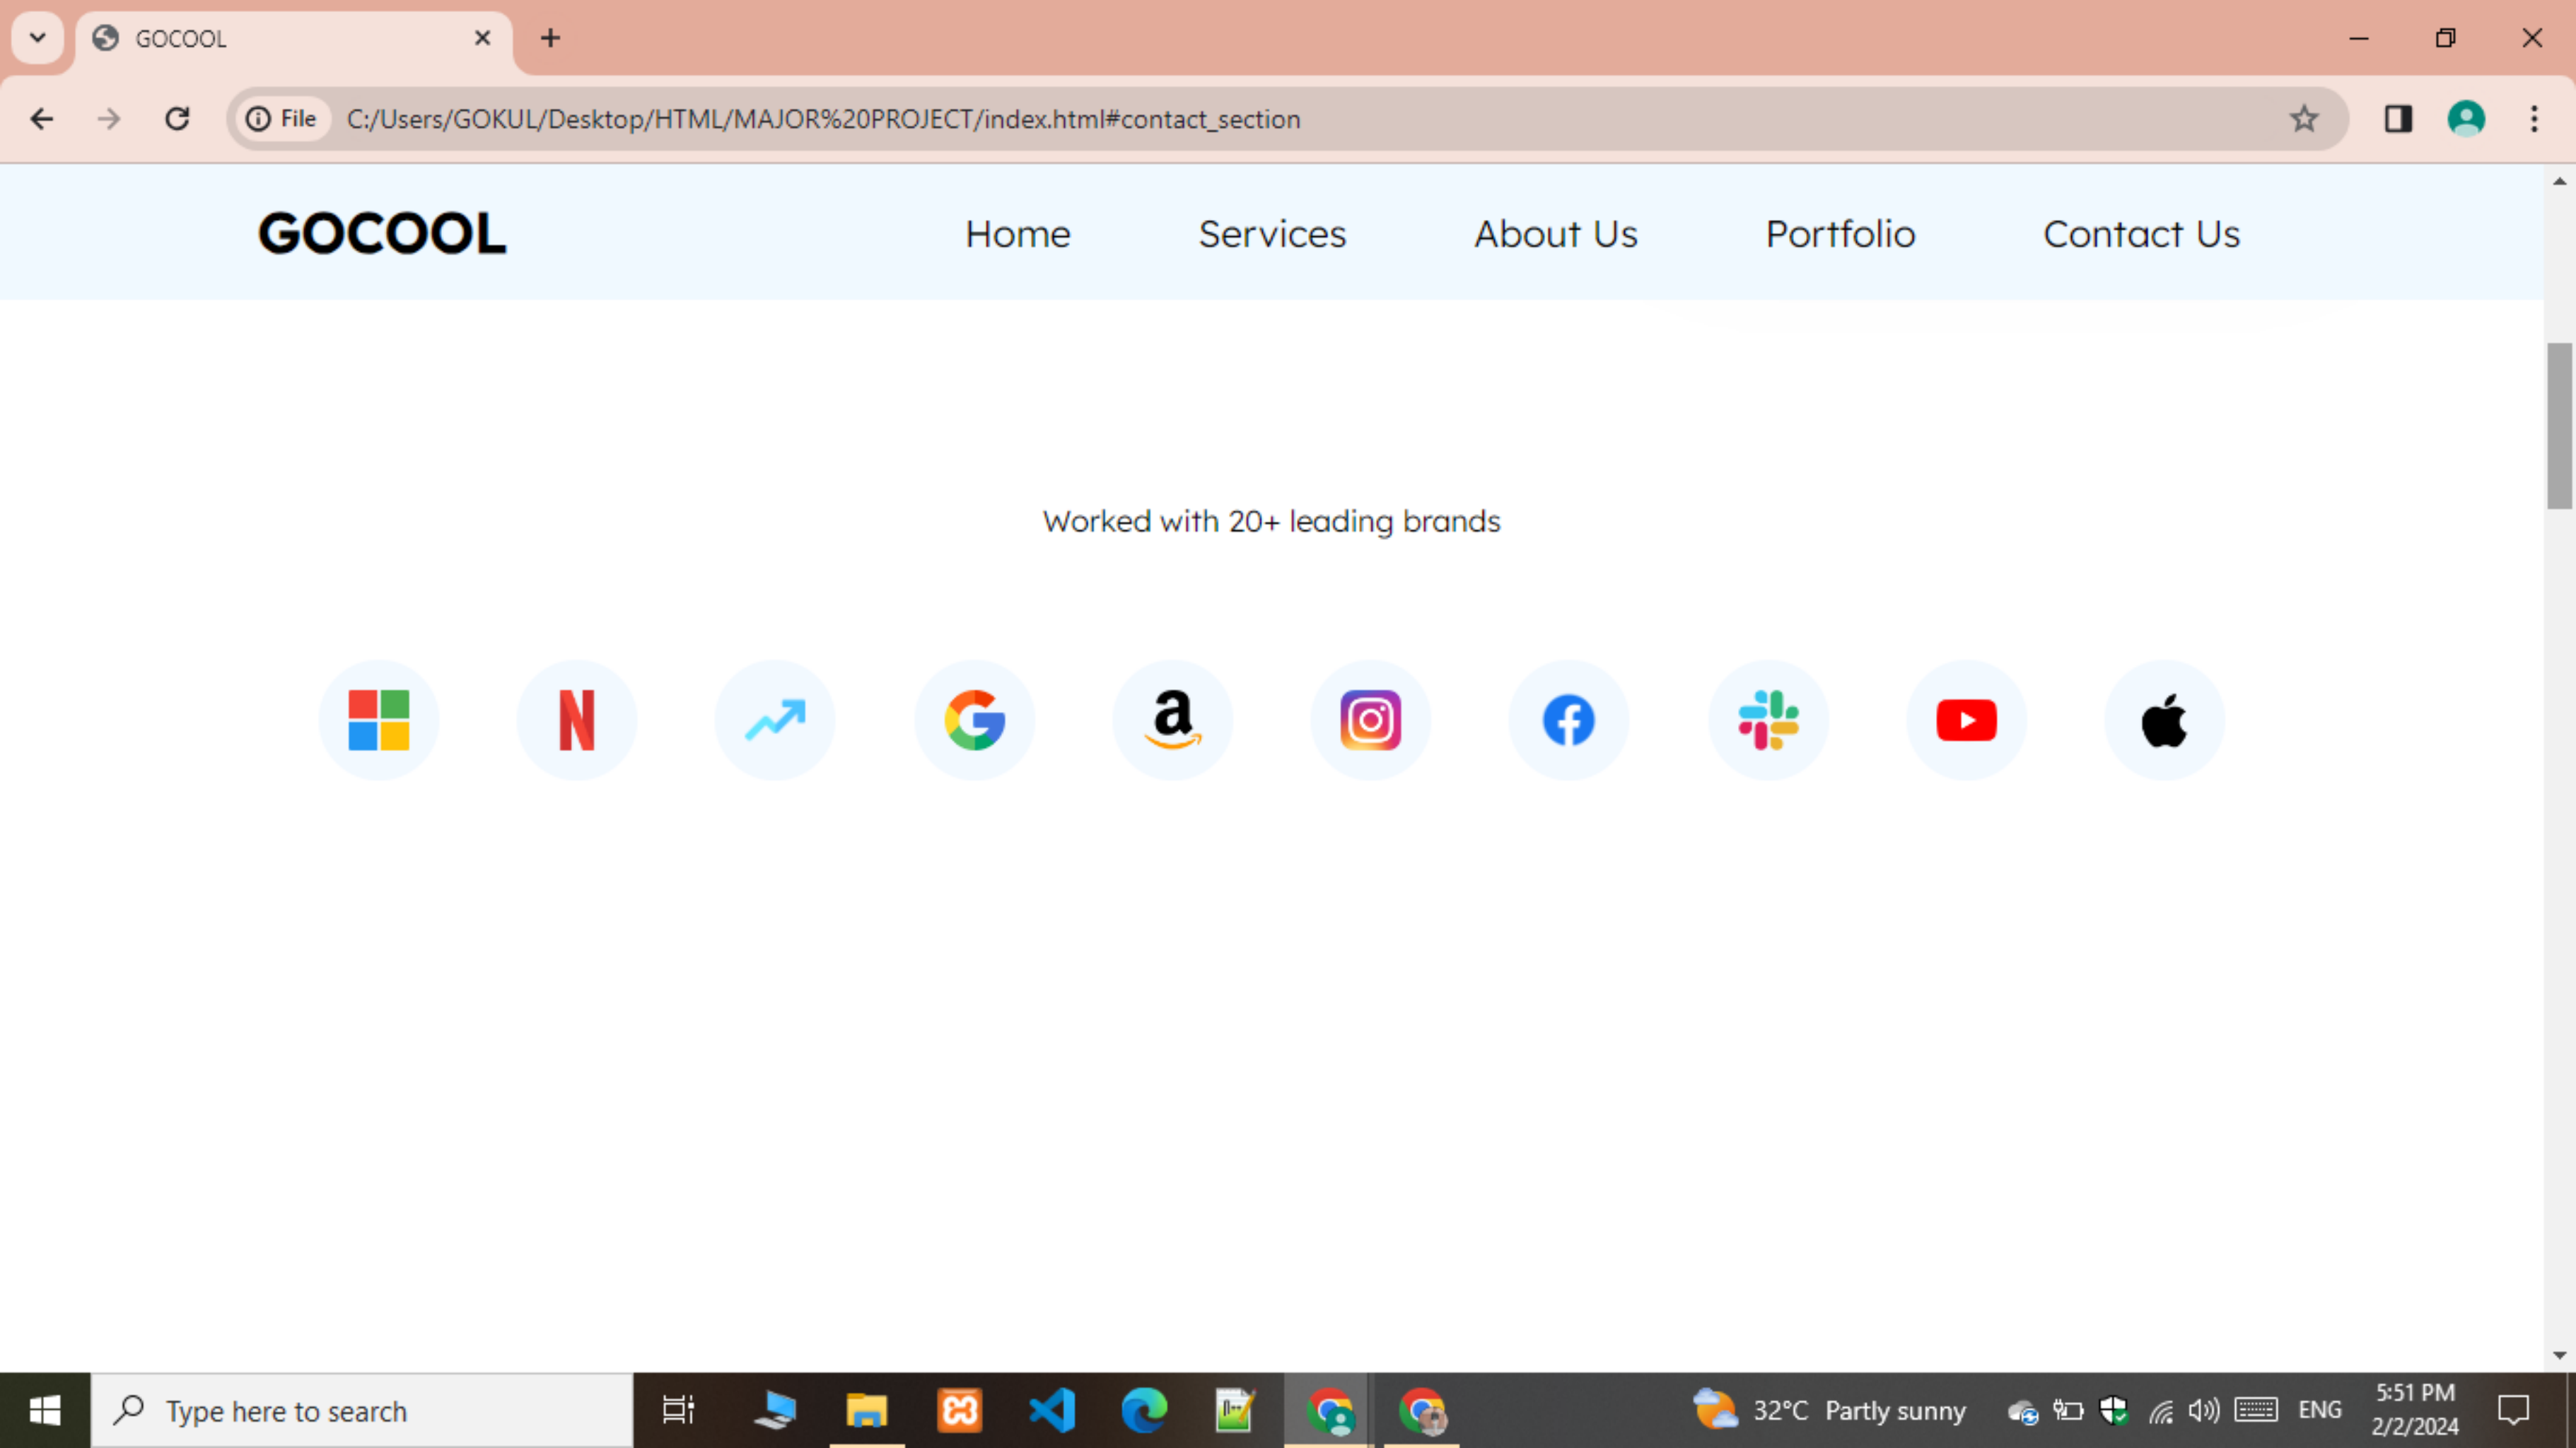 GOCOOL
File C:/Users/GOKUL/Desktop/HTML/MAJOR%20PROJECT/index.html#contact_section
GOCOOL Home Services About Us Portfolio Contact Us
Worked with 20+ leading brands
Type here to search
32°C Partly sunny
ENG
5:51 PM
2/2/2024